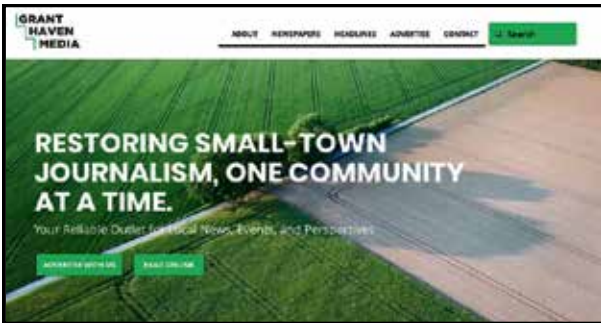 GRANT
HAVEN
MEDIA
ABOUT NEWSPAPERS HEADLINES ADVERTISE CONTACT Search
RESTORING SMALL-TOWN
JOURNALISM, ONE COMMUNITY
AT A TIME.
Your Reliable Outlet for Local News, Events, and Perspectives
ADVERTISE WITH US READ ONLINE